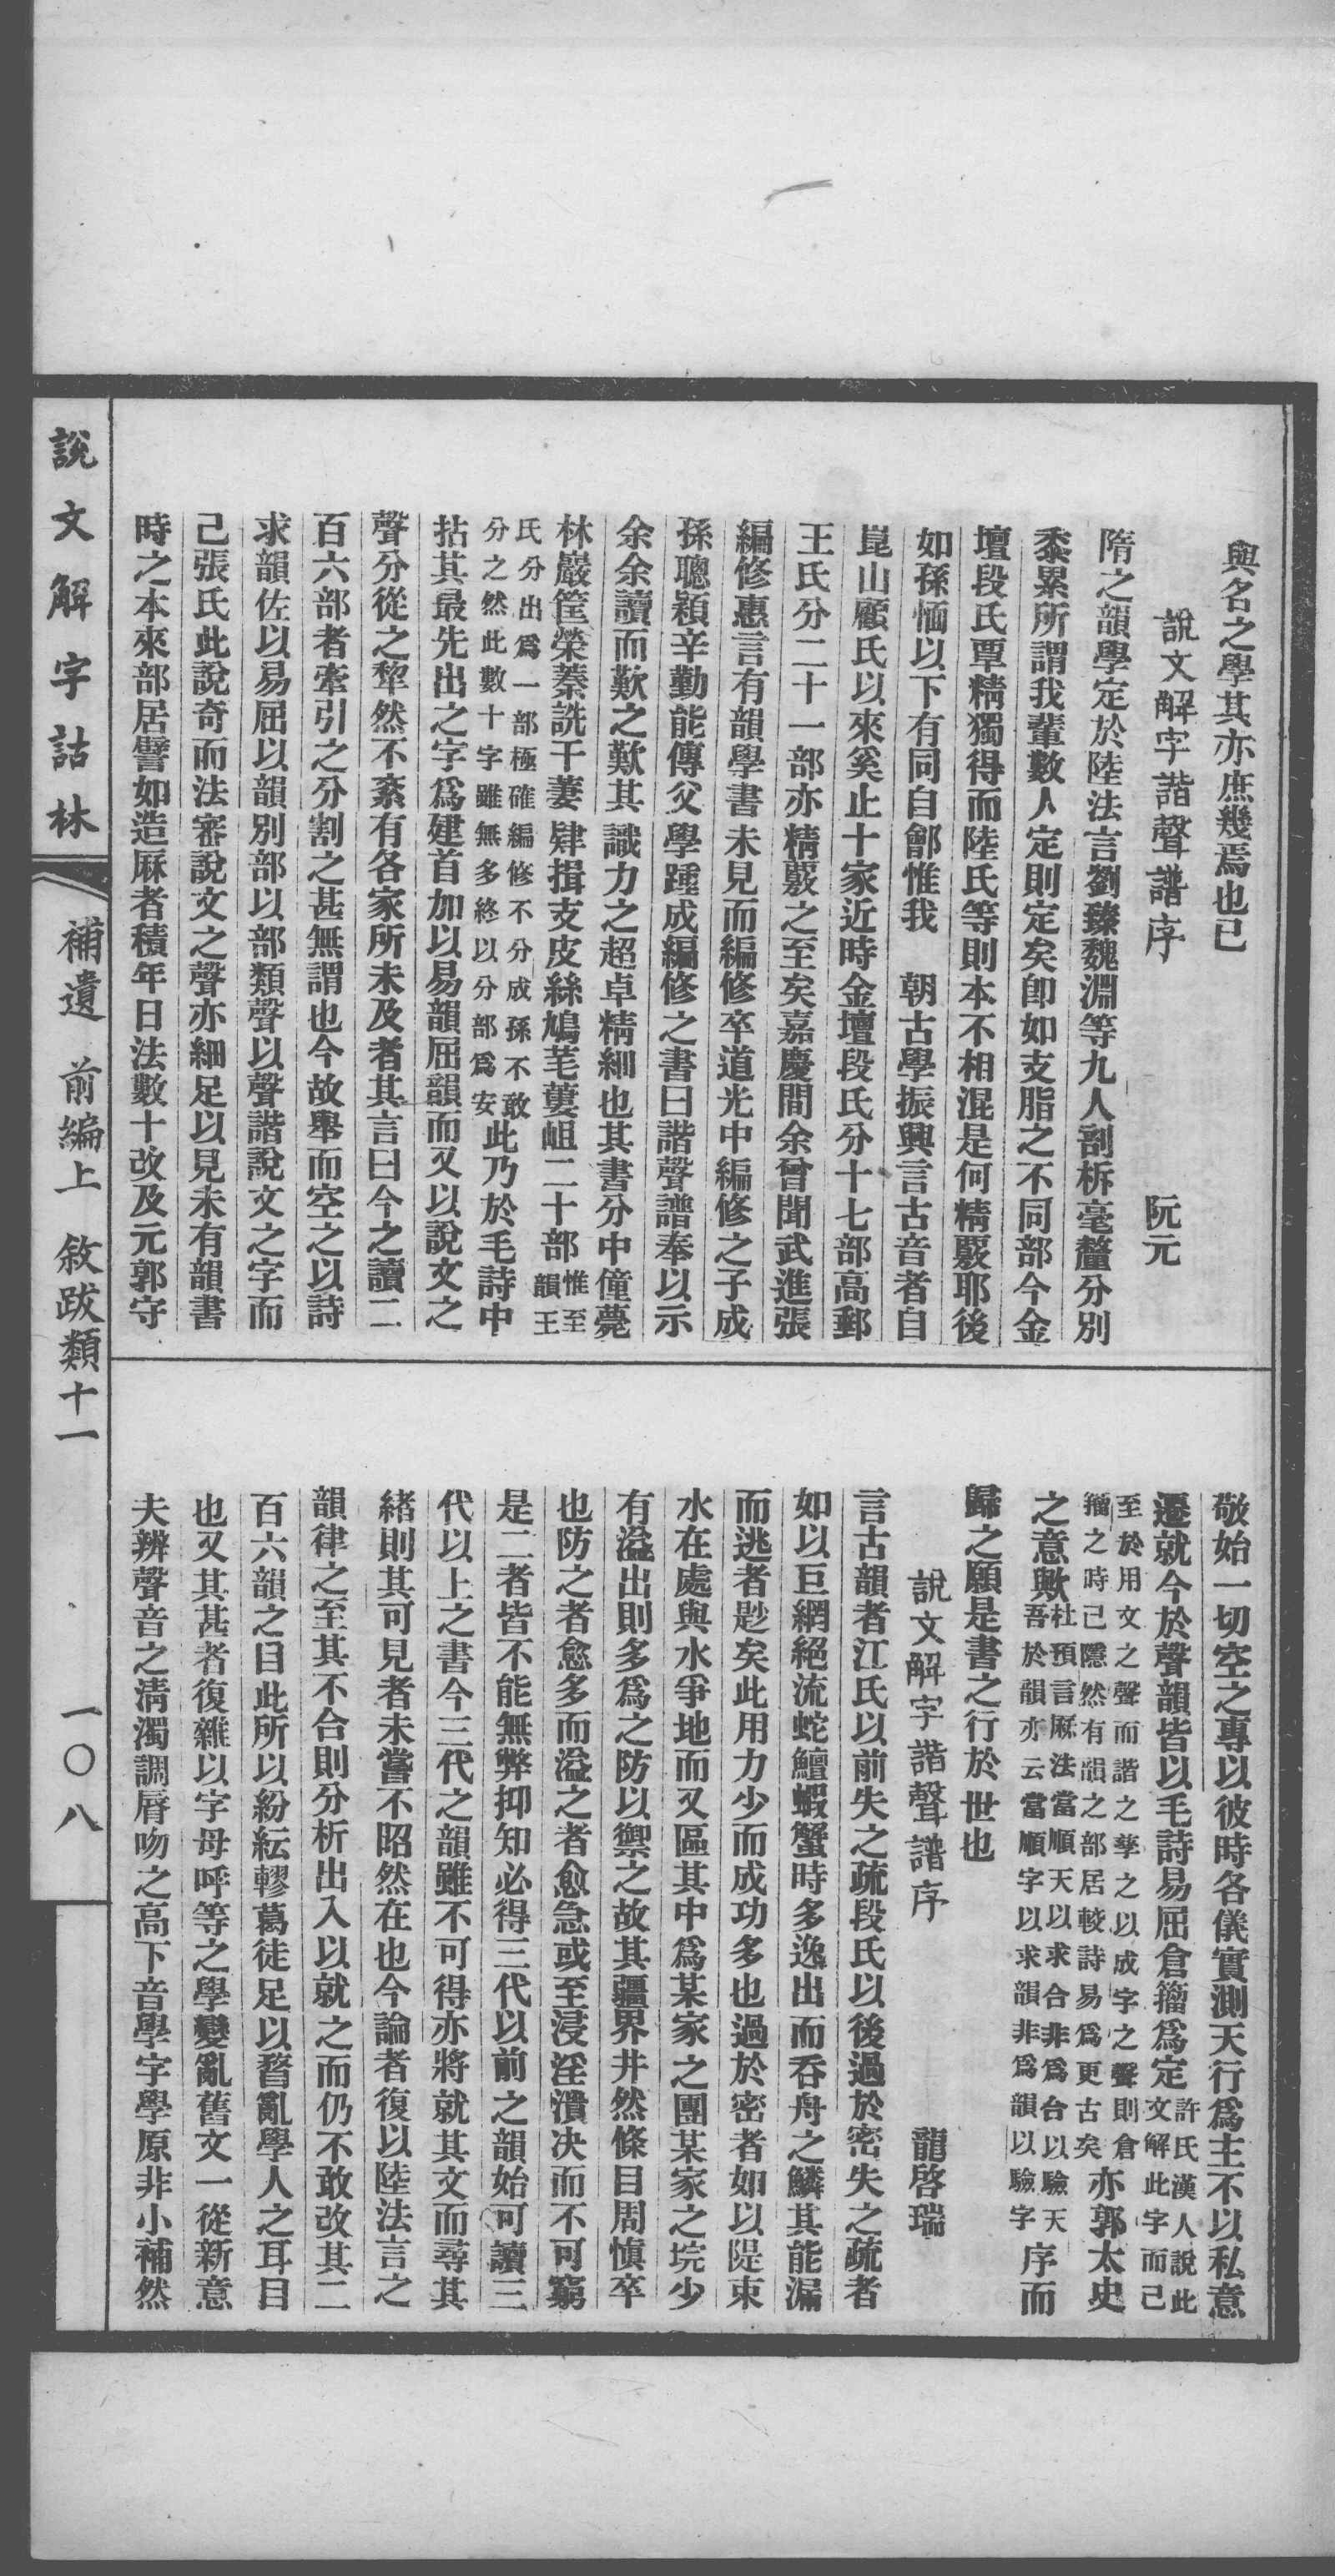 與名之學其亦庶幾焉也已
說文解字諧聲譜序
阮元
隋之韻學定於陸法言劉臻魏淵等九人剖析毫釐分別
黍累所謂我輩數人定則定矣卽如支脂之不同部今金
壇段氏覃精獨得而陸氏等則本不相混是何精覈耶後
如孫愐以下有同自鄶惟我 朝古學振興言古音者自
崑山顧氏以來奚止十家近時金壇段氏分十七部高郵
王氏分二十一部亦精覈之至矣嘉慶間余曾聞武進張
編修惠言有韻學書未見而編修卒道光中編修之子成
孫聰穎辛勤能傳父學踵成編修之書曰諧聲譜奉以示
余余讀而歎之歎其識力之超卓精細也其書分中僮薨
林巖筐縈蓁詵干萋肄揖支皮絲鳩芼蔞岨二十部惟至
韻王
氏分出爲一部極確編修不分成孫不敢
分之然此數十字雖無多終以分部爲安此乃於毛詩中
拈其最先出之字爲建首加以易韻屈韻而又以說文之
聲分從之犂然不紊有各家所未及者其言曰今之讀二
百六部者牽引之分割之甚無謂也今故舉而空之以詩
求韻佐以易屈以韻別部以部類聲以聲諧說文之字而
己張氏此說奇而法審說文之聲亦細足以見未有韻書
時之本來部居譬如造厤者積年日法數十改及元郭守
敬始一切空之專以彼時各儀實測天行爲主不以私意
遷就今於聲韻皆以毛詩易屈倉籀爲定許氏漢人說此
文解此字而己
至於用文之聲而諧之孳之以成字之聲則倉
籀之時已隱然有韻之部居較詩易爲更古矣亦郭太史
之意歟杜預言厤法當順天以求合非爲合以驗天
吾於韻亦云當順字以求韻非爲韻以驗字序而
歸之願是書之行於世也
說文解字諧聲譜序
龍啓瑞
言古韻者江氏以前失之疏段氏以後過於密失之疏者
如以巨網絕流蛇鱣蝦蟹時多逸出而吞舟之鱗其能漏
而逃者尟矣此用力少而成功多也過於密者如以隄束
水在處與水爭地而又區其中爲某家之團某家之垸少
有溢出則多爲之防以禦之故其疆界井然條目周愼卒
也防之者愈多而溢之者愈急或至浸淫潰決而不可窮
是二者皆不能無弊抑知必得三代以前之韻始可讀三
代以上之書今三代之韻雖不可得亦將就其文而尋其
緒則其可見者未嘗不昭然在也今論者復以陸法言之
韻律之至其不合則分析出入以就之而仍不敢改其二
百六韻之目此所以紛紜轇葛徒足以瞀亂學人之耳目
也又其甚者復雜以字母呼等之學變亂舊文一從新意
夫辨聲音之清濁調脣吻之高下音學字學原非小補然
說文解字詁林
補遺 前編上 敘跋類十一
一〇八